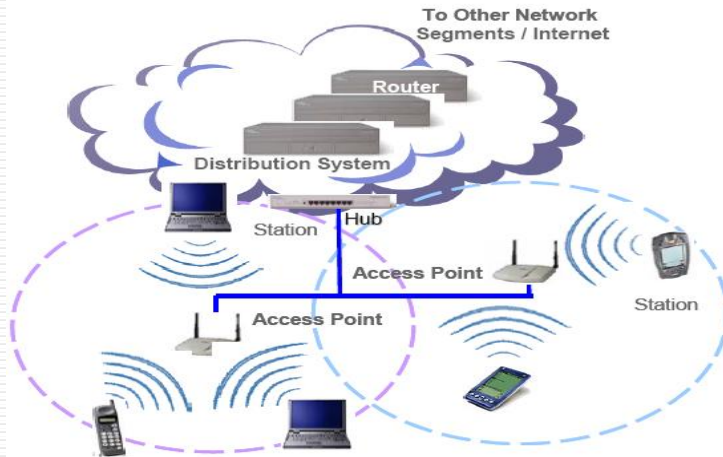 To Other Network
Segments / Internet
Router
Distribution System
Station
Hub
Access Point
Station
Access Point